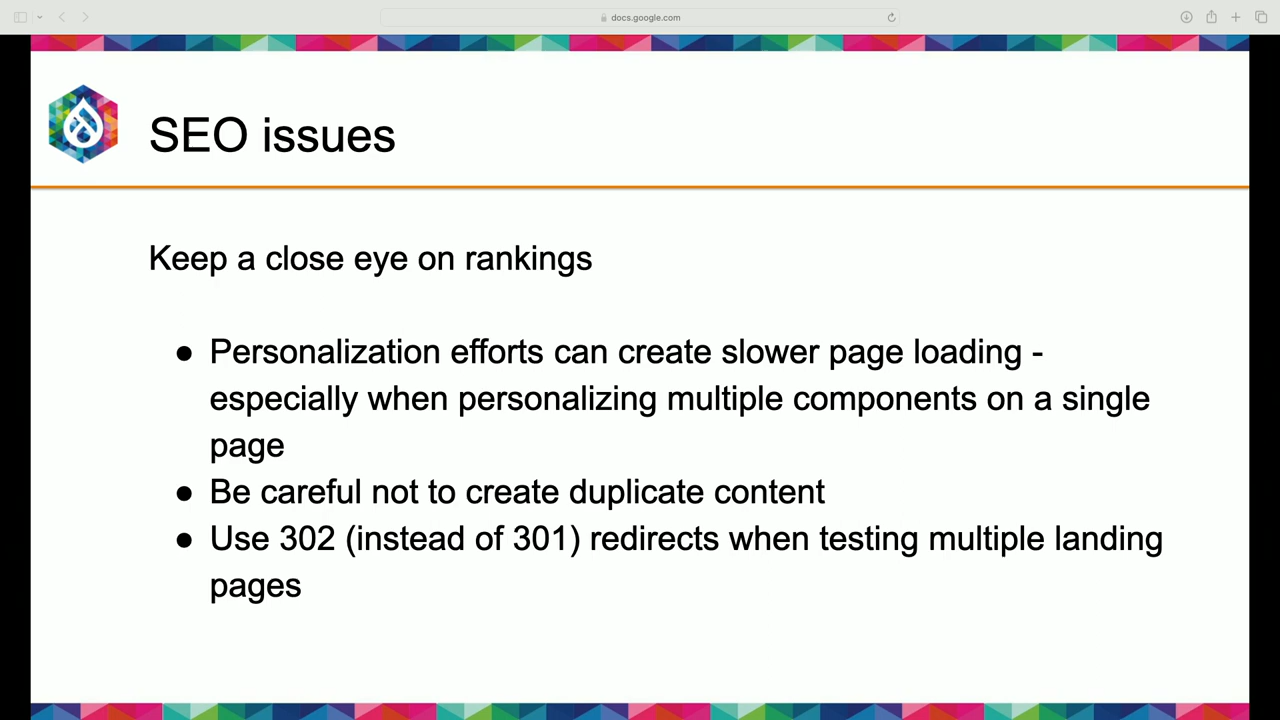 docs.google.com
SEO issues
Keep a close eye on rankings
● Personalization efforts can create slower page loading -
especially when personalizing multiple components on a single
page
● Be careful not to create duplicate content
● Use 302 (instead of 301) redirects when testing multiple landing
pages